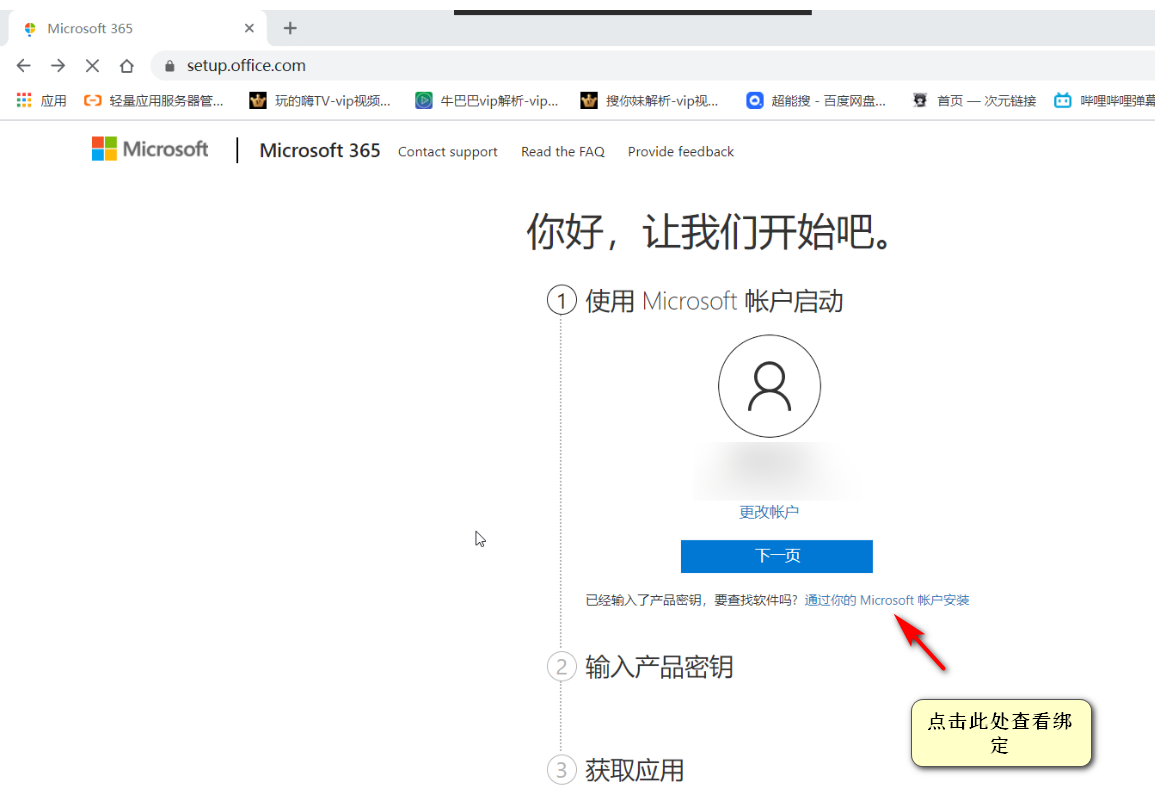 Microsoft 365
setup.office.com
应用 轻量应用服务器管... 玩的嗨TV-vip视频... 牛巴巴vip解析-vip... 搜你妹解析-vip视... 超能搜 - 百度网盘... 首页 — 次元链接 哔哩哔哩弹幕
Microsoft Microsoft 365 Contact support Read the FAQ Provide feedback
你好，让我们开始吧。
1 使用 Microsoft 帐户启动
更改帐户
下一页
已经输入了产品密钥，要查找软件吗？通过你的 Microsoft 帐户安装
2 输入产品密钥
点击此处查看绑
定
3 获取应用